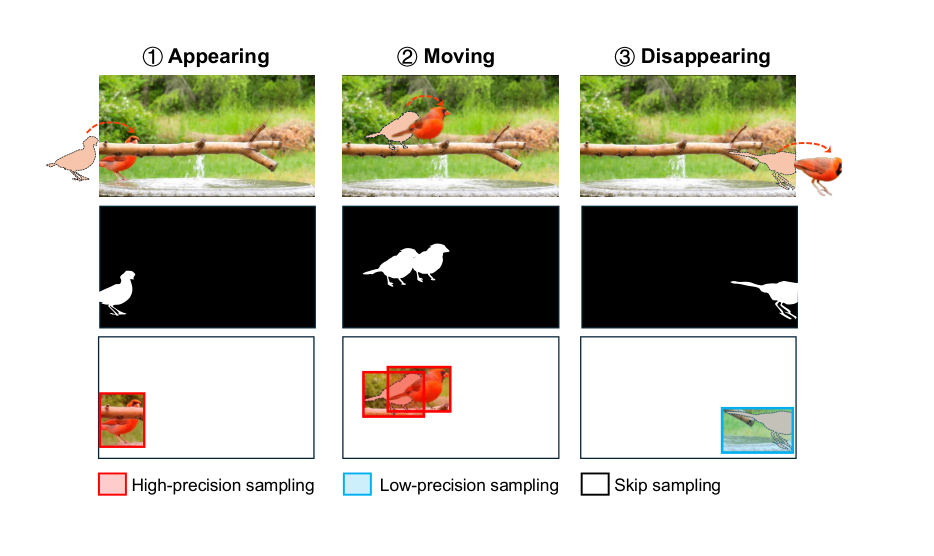 ① Appearing
② Moving
③ Disappearing
High-precision sampling
Low-precision sampling
Skip sampling